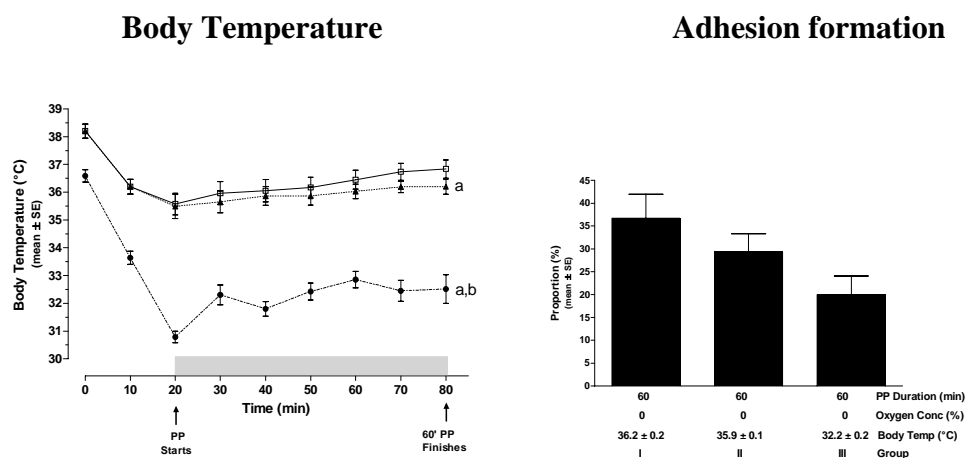 Body Temperature
Adhesion formation
Body Temperature (°C)
(mean ± SE)
39
38
37
36
35
34
33
32
31
30
a
a,b
0 10 20 30 40 50 60 70 80
Time (min)
PP
Starts
60' PP
Finishes
Proportion (%)
(mean ± SE)
45
40
35
30
25
20
15
10
5
0
60 60 60 PP Duration (min)
0 0 0 Oxygen Conc (%)
36.2 ± 0.2 35.9 ± 0.1 32.2 ± 0.2 Body Temp (°C)
I II III Group